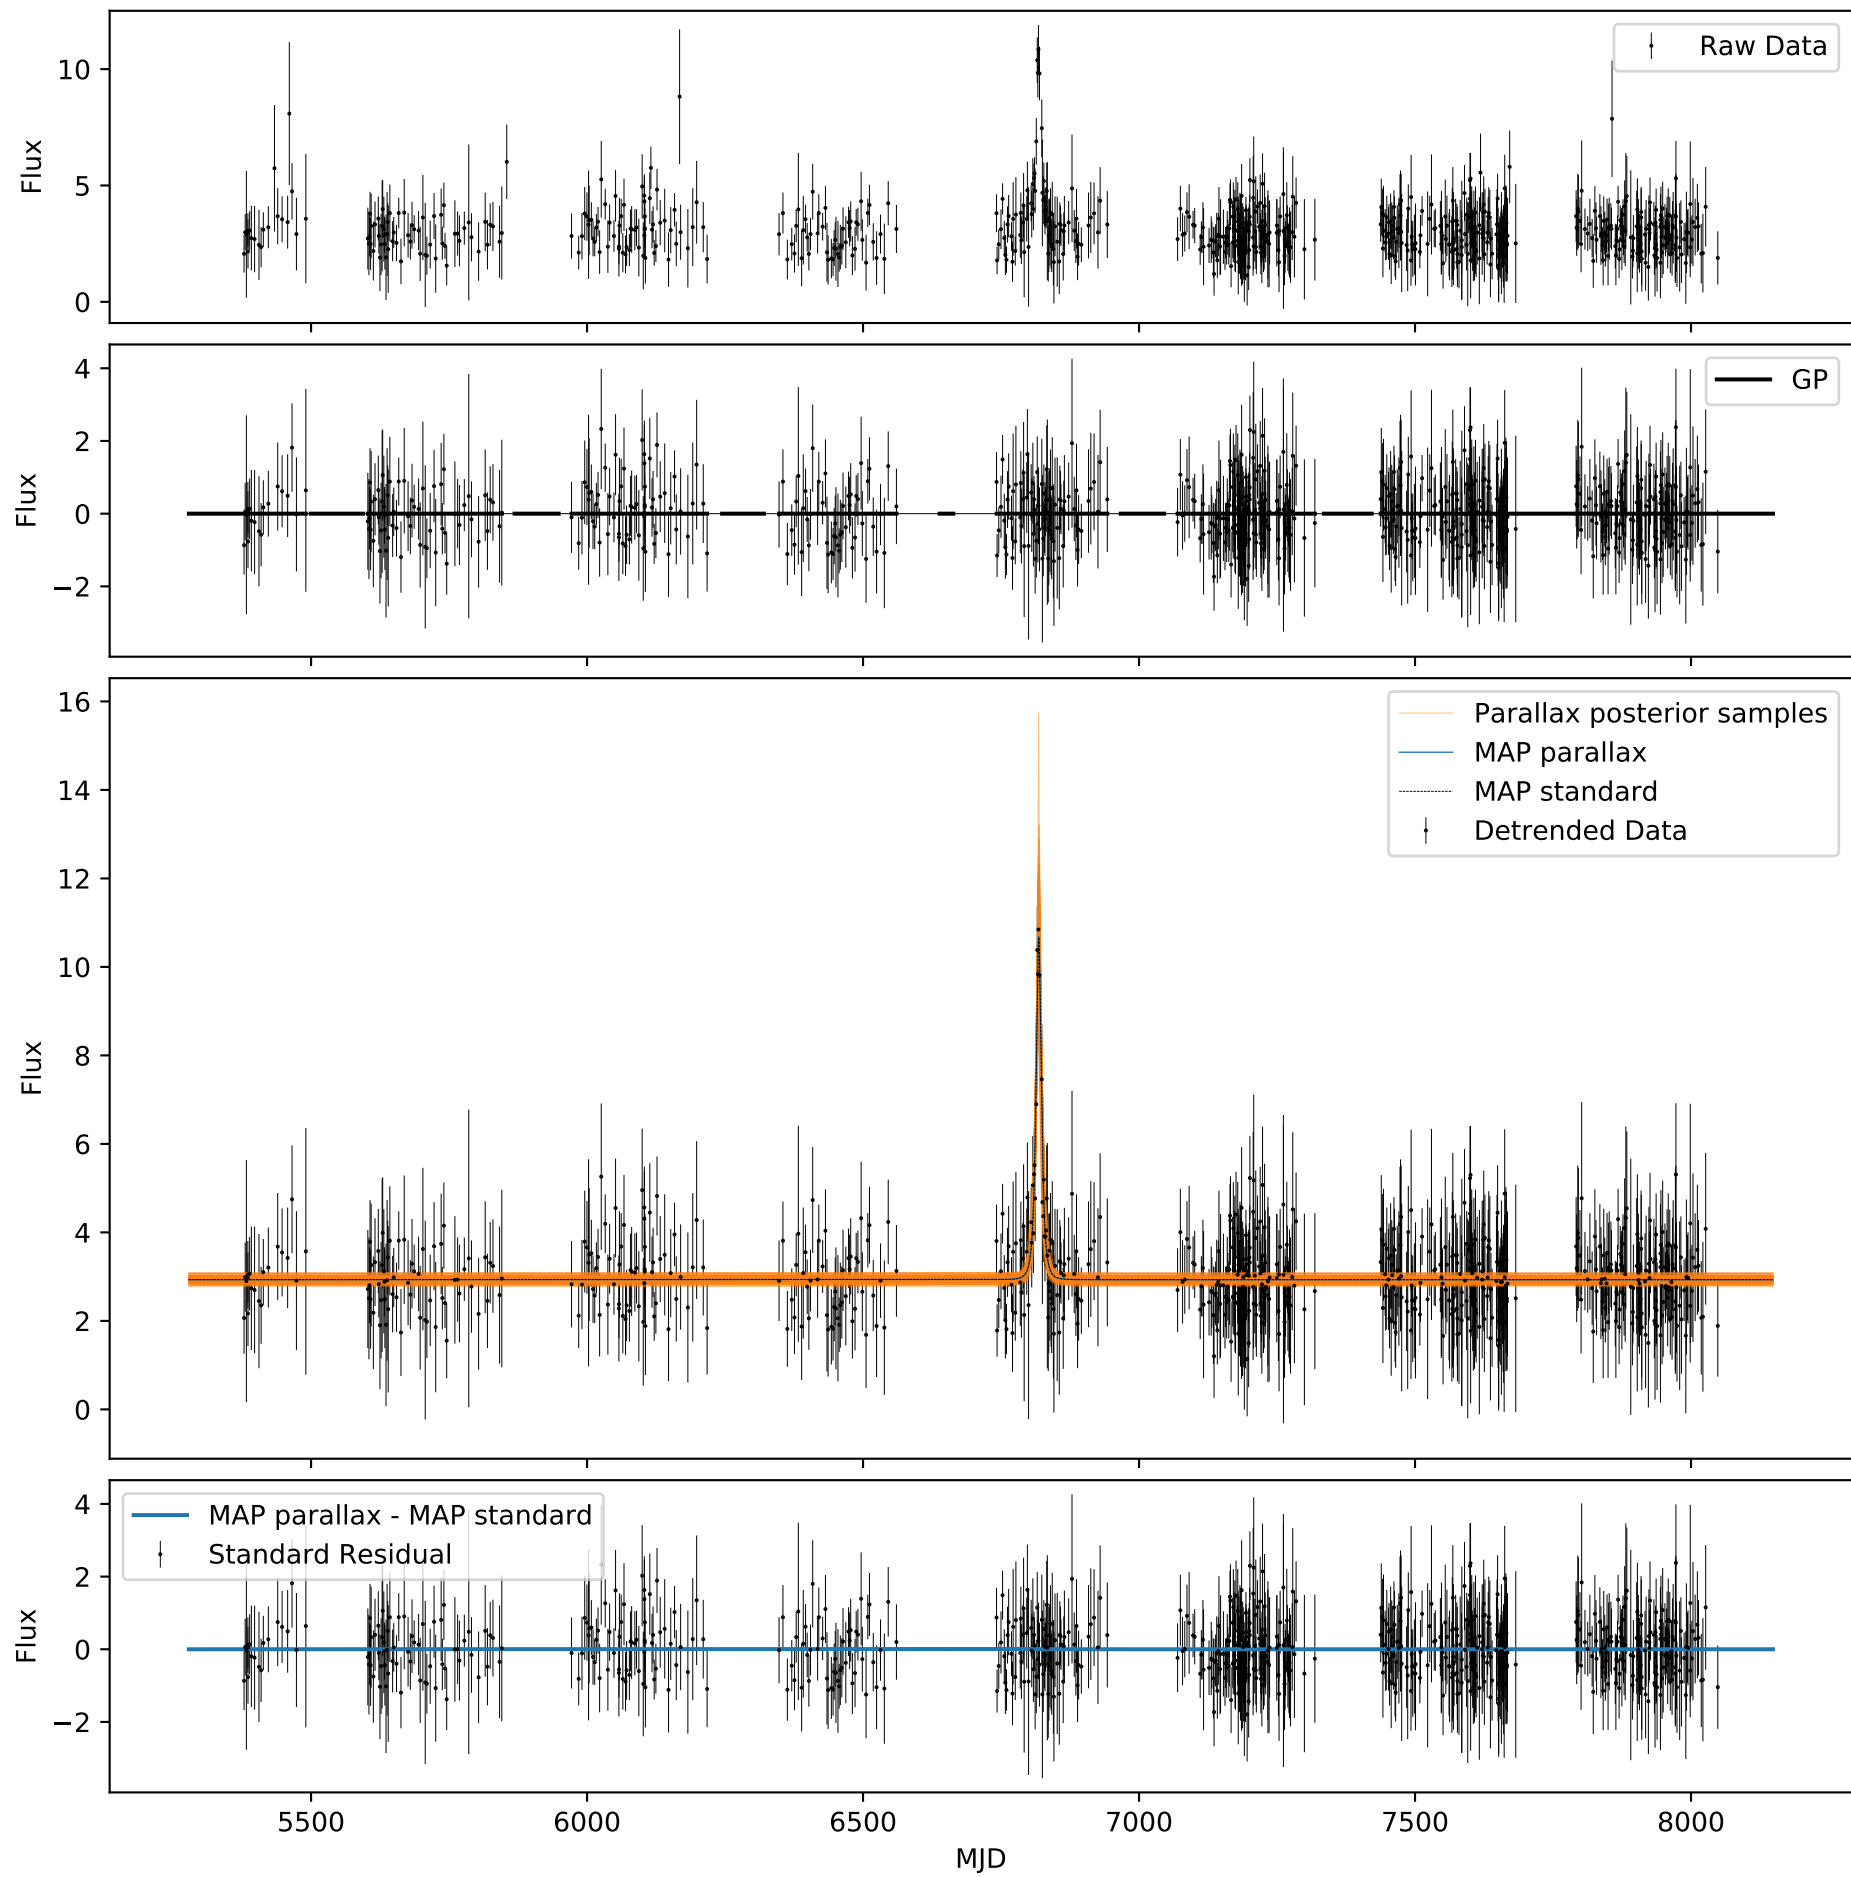 10
5
0
Flux
Raw Data
4
2
0
−2
Flux
GP
16
14
12
10
8
6
4
2
0
Flux
Parallax posterior samples
MAP parallax
MAP standard
Detrended Data
4
2
0
−2
Flux
MAP parallax - MAP standard
Standard Residual
5500 6000 6500 7000 7500 8000
MJD